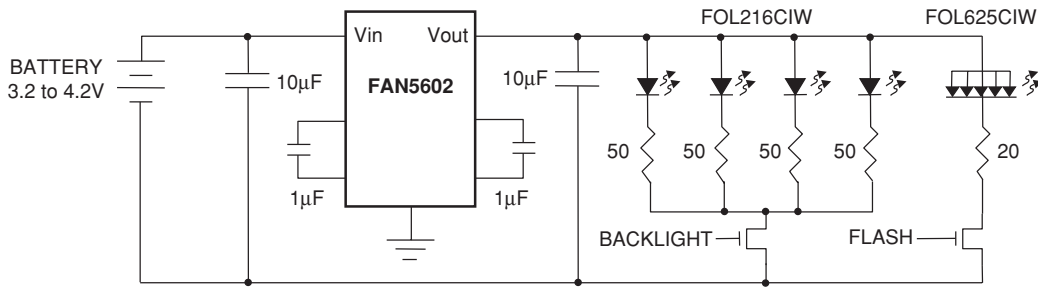 FOL216CIW
FOL625CIW
Vin
Vout
BATTERY
3.2 to 4.2V
10μF
FAN5602
10μF
50
50
50
50
20
1μF
1μF
BACKLIGHT
FLASH